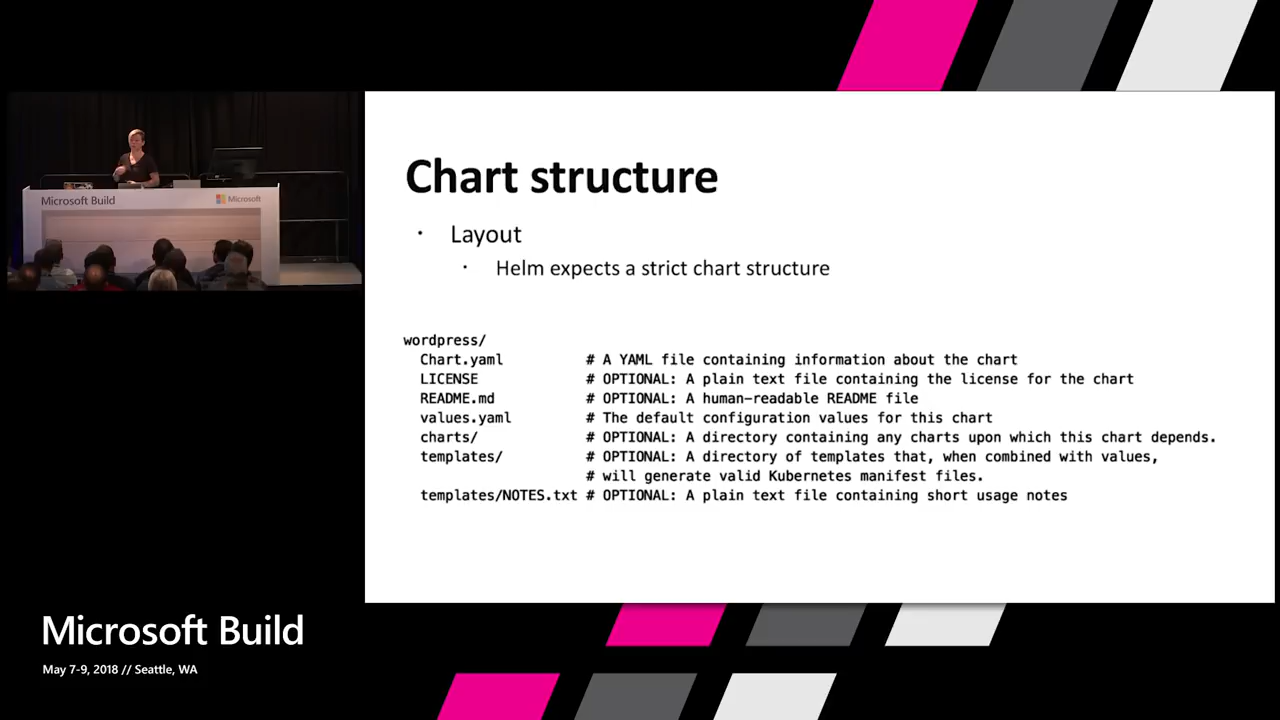 Microsoft Build
Microsoft
Chart structure
• Layout
• Helm expects a strict chart structure
wordpress/
Chart.yaml # A YAML file containing information about the chart
LICENSE # OPTIONAL: A plain text file containing the license for the chart
README.md # OPTIONAL: A human-readable README file
values.yaml # The default configuration values for this chart
charts/ # OPTIONAL: A directory containing any charts upon which this chart depends.
templates/ # OPTIONAL: A directory of templates that, when combined with values,
# will generate valid Kubernetes manifest files.
templates/NOTES.txt # OPTIONAL: A plain text file containing short usage notes
Microsoft Build
May 7-9, 2018 // Seattle, WA